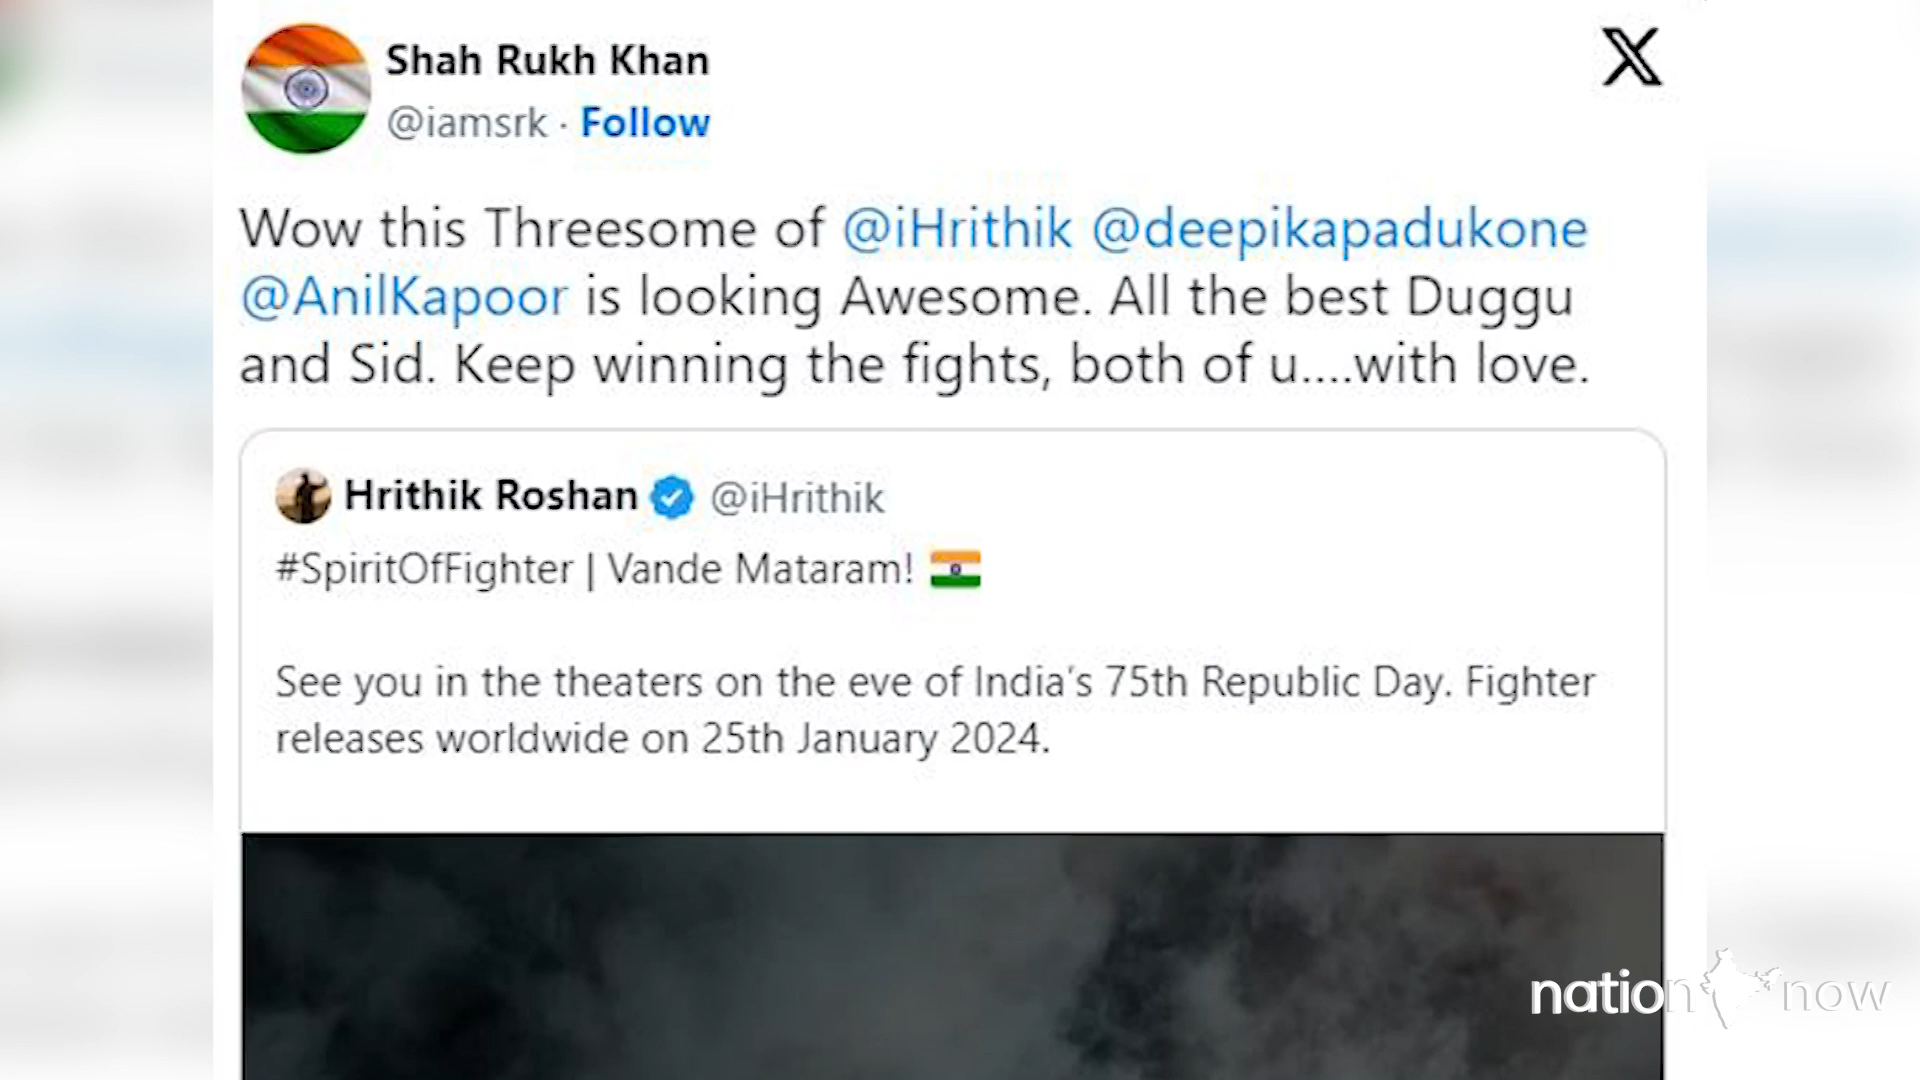 Shah Rukh Khan
@iamsrk · Follow
Wow this Threesome of @iHrithik @deepikapadukone
@AnilKapoor is looking Awesome. All the best Duggu
and Sid. Keep winning the fights, both of u....with love.
Hrithik Roshan @iHrithik
#SpiritOfFighter | Vande Mataram! 🇮🇳
See you in the theaters on the eve of India's 75th Republic Day. Fighter
releases worldwide on 25th January 2024.
nation now